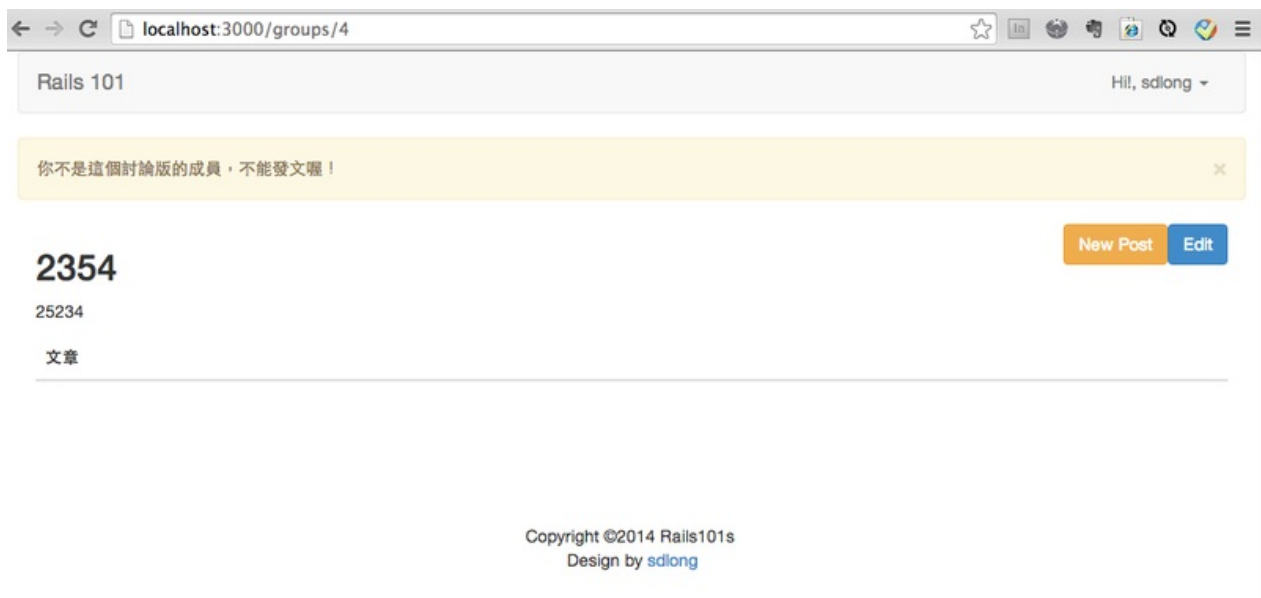 localhost:3000/groups/4
Rails 101
Hi!, sdlong
你不是這個討論版的成員，不能發文喔！
×
New Post
Edit
2354
25234
文章
Copyright ©2014 Rails101s
Design by sdlong